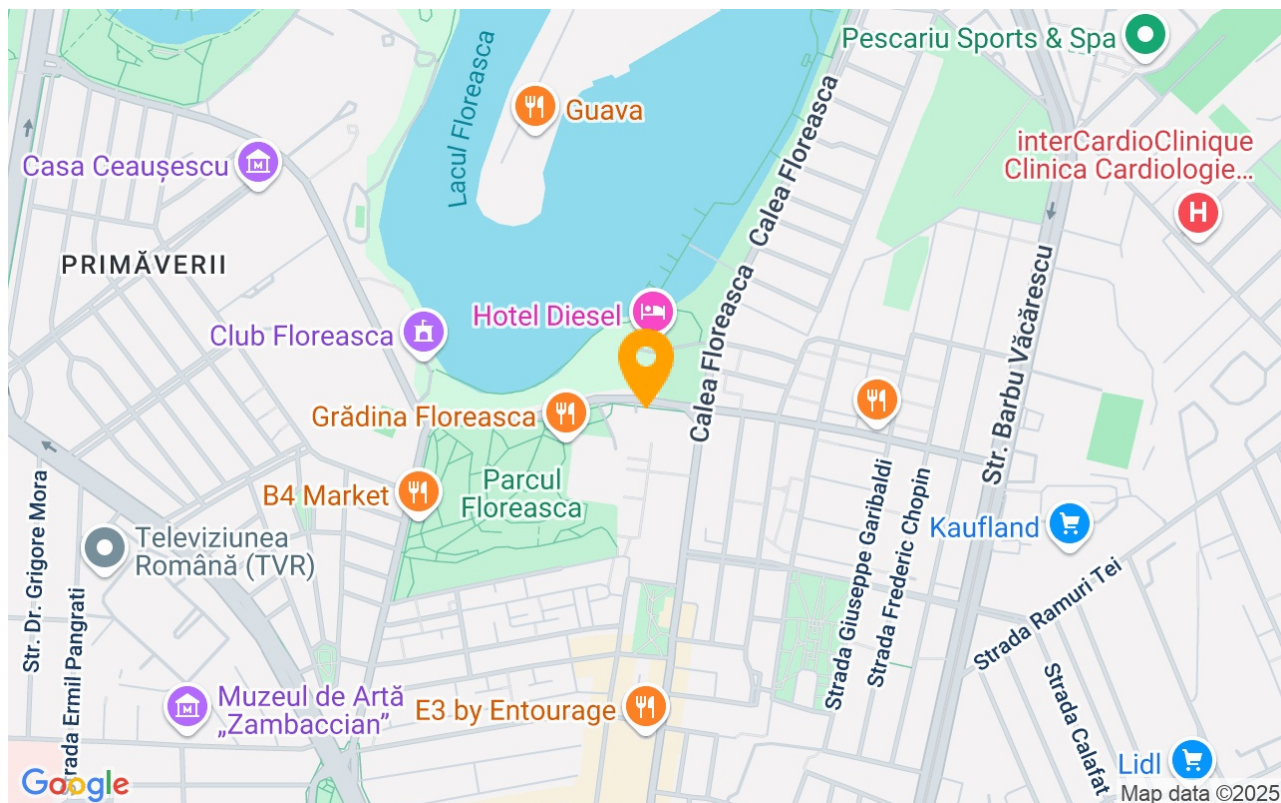 Pescariu Sports & Spa
Lacul Floreasca
Guava
Calea Floreasca
interCardioClinique
Clinica Cardiologie...
Casa Ceaușescu
PRIMĂVERII
Calea Floreasca
Str. Barbu Văcărescu
Hotel Diesel
Club Floreasca
Calea Floreasca
Grădina Floreasca
Parcul
Floreasca
B4 Market
Strada Giuseppe Garibaldi
Strada Frederic Chopin
Kaufland
Televiziunea
Română (TVR)
Str. Dr. Grigore Mora
Strada Ramuri Tei
trada Ermil Pangrati
Muzeul de Artă
„Zambaccian”
E3 by Entourage
Strada Calafat
Lidl
Google
Map data ©2025